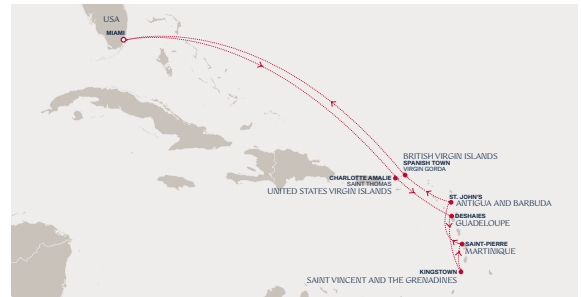 USA
MIAMI
BRITISH VIRGIN ISLANDS
SPANISH TOWN
VIRGIN GORDA
CHARLOTTE AMALIE
SAINT THOMAS
UNITED STATES VIRGIN ISLANDS
ST. JOHN'S
ANTIGUA AND BARBUDA
DESHAIES
GUADELOUPE
SAINT-PIERRE
MARTINIQUE
KINGSTOWN
SAINT VINCENT AND THE GRENADINES